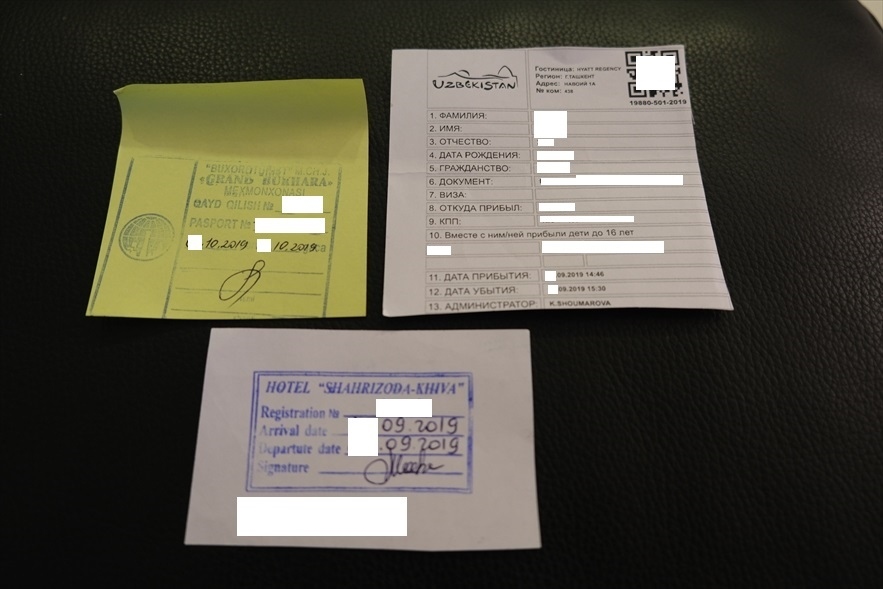 "BUXOROTURIST" M.CH.J.
«GRAND BUKHARA»
MEXMONXONASI
QAYD QILISH №
PASPORT №
.10.2019 10.2019
UZBEKISTAN
Гостиница: HYATT REGENCY
Регион: Г.ТАШКЕНТ
Адрес: НАВОИЙ 1А
№ ком:
19880-501-2019
1. ФАМИЛИЯ:
2. ИМЯ:
3. ОТЧЕСТВО:
4. ДАТА РОЖДЕНИЯ:
5. ГРАЖДАНСТВО:
6. ДОКУМЕНТ:
7. ВИЗА:
8. ОТКУДА ПРИБЫЛ:
9. КПП:
10. Вместе с ним/ней прибыли дети до 16 лет
11. ДАТА ПРИБЫТИЯ: 09.2019 14:46
12. ДАТА УБЫТИЯ: 09.2019 15:30
13. АДМИНИСТРАТОР: K.SHOUMAROVA
HOTEL "SHAHRIZODA-KHIVA"
Registration №
Arrival date 09.2019
Departure date .09.2019
Signature